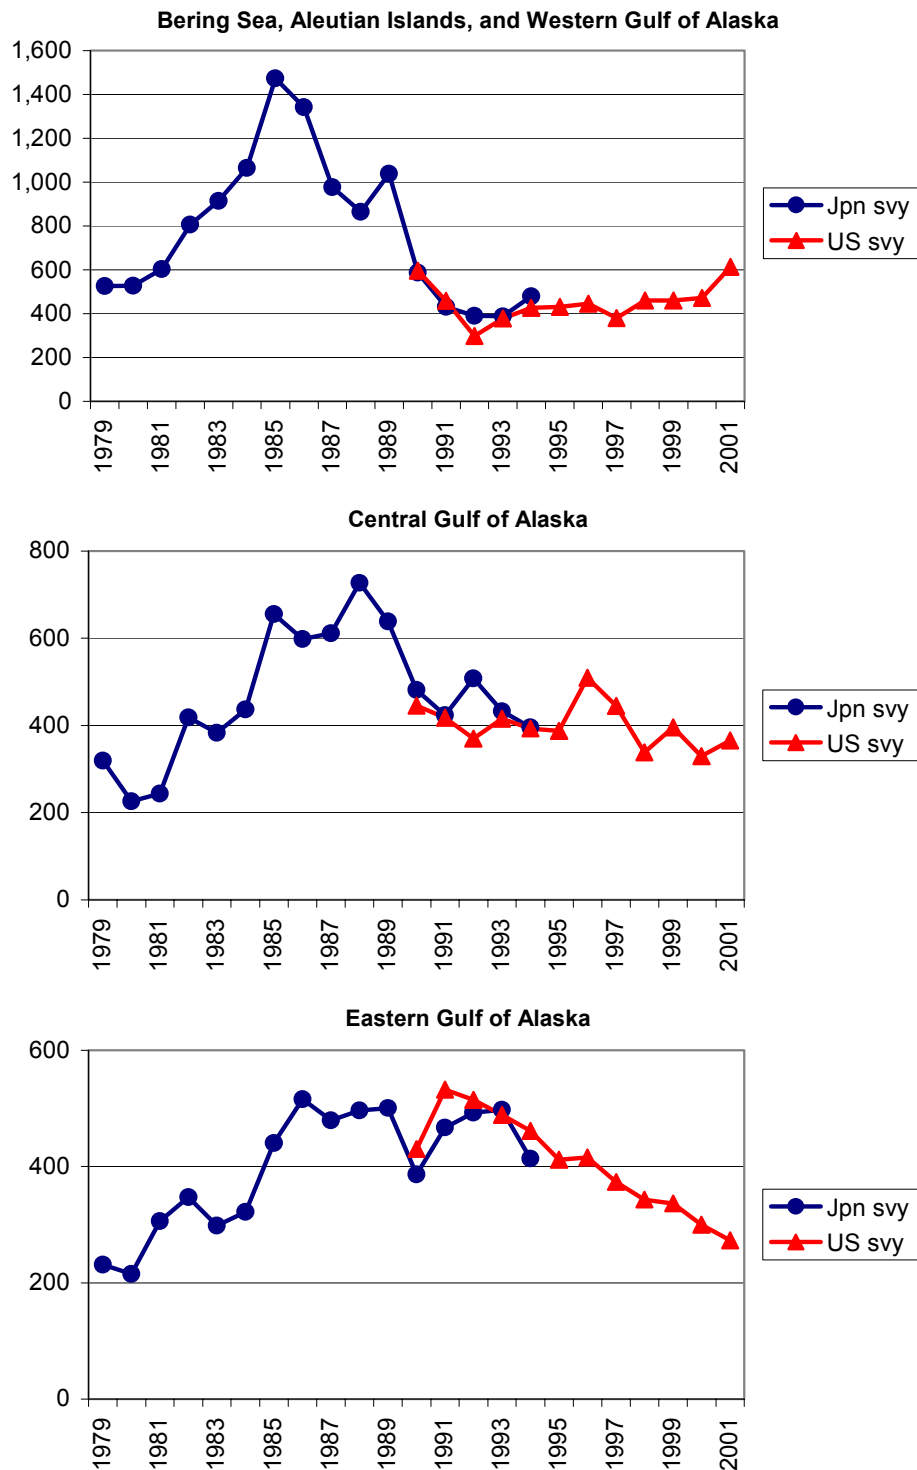 Bering Sea, Aleutian Islands, and Western Gulf of Alaska
1,600
1,400
1,200
1,000
800
600
400
200
0
1979 1981 1983 1985 1987 1989 1991 1993 1995 1997 1999 2001
Jpn svy
US svy
Central Gulf of Alaska
800
600
400
200
0
1979 1981 1983 1985 1987 1989 1991 1993 1995 1997 1999 2001
Jpn svy
US svy
Eastern Gulf of Alaska
600
400
200
0
1979 1981 1983 1985 1987 1989 1991 1993 1995 1997 1999 2001
Jpn svy
US svy